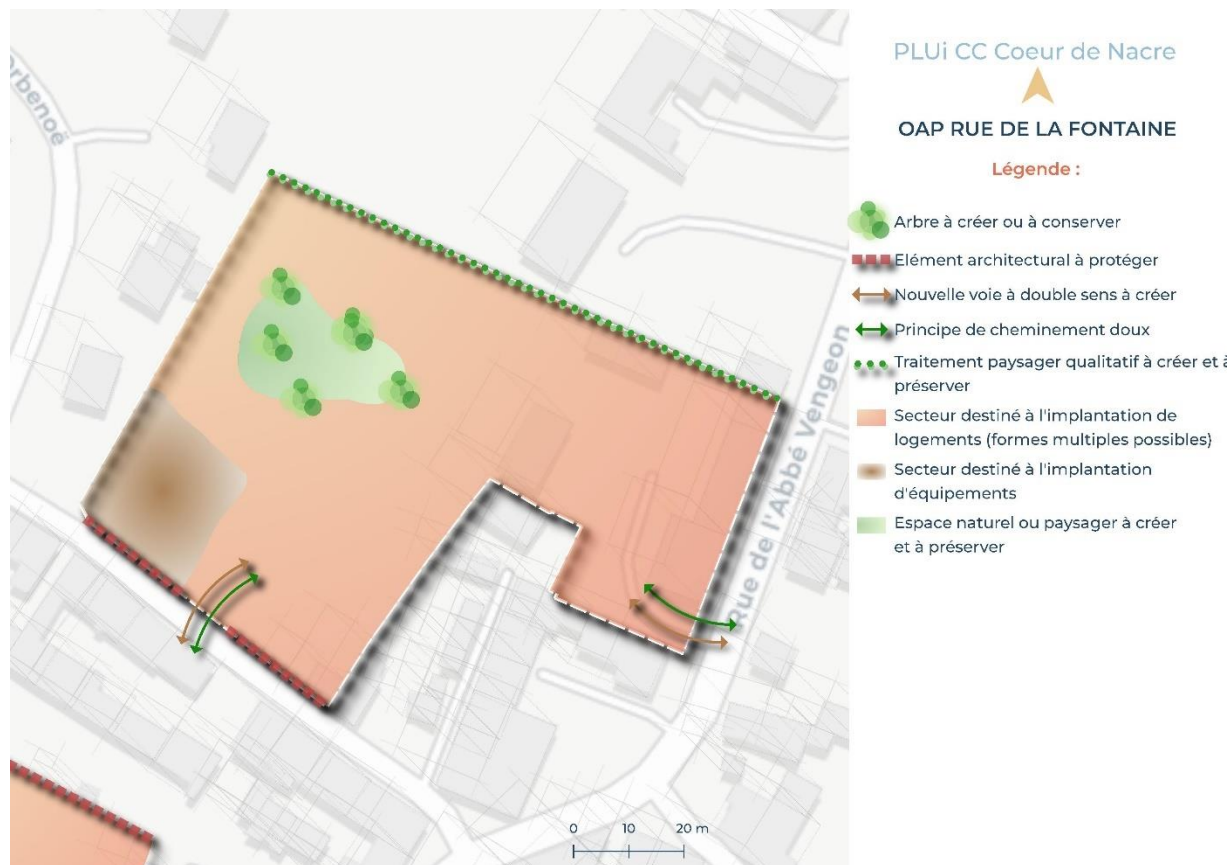 PLUi CC Coeur de Nacre
OAP RUE DE LA FONTAINE
Légende :
Arbre à créer ou à conserver
Elément architectural à protéger
Nouvelle voie à double sens à créer
Principe de cheminement doux
Traitement paysager qualitatif à créer et à
préserver
Secteur destiné à l'implantation de
logements (formes multiples possibles)
Secteur destiné à l'implantation
d'équipements
Espace naturel ou paysager à créer
et à préserver
Rue de l'Abbé Vengeon
0 10 20 m